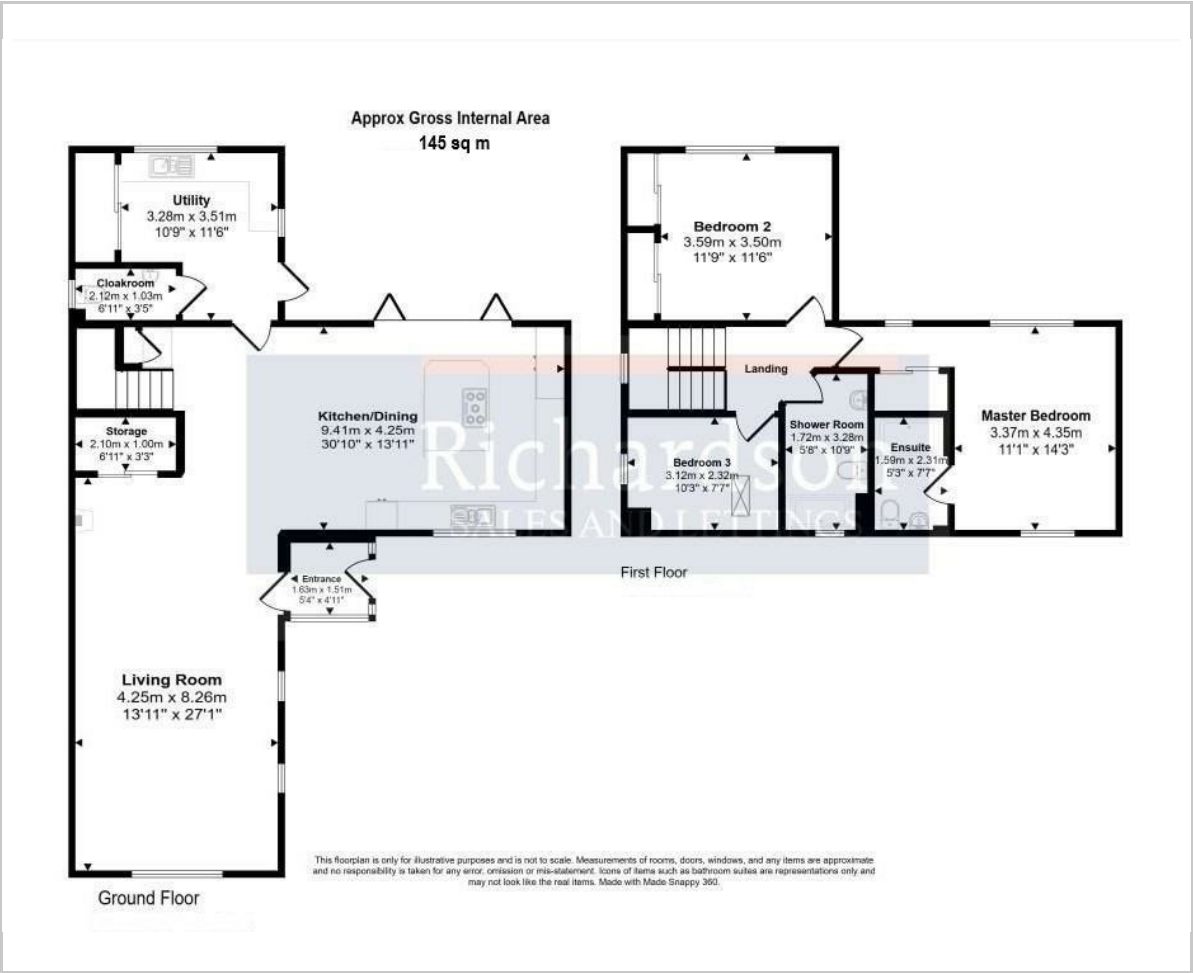 Approx Gross Internal Area
145 sq m
Utility
3.28m x 3.51m
10'9" x 11'6"
Cloakroom
2.12m x 1.03m
6'11" x 3'5"
Storage
2.10m x 1.00m
6'11" x 3'3"
Kitchen/Dining
9.41m x 4.25m
30'10" x 13'11"
Entrance
1.63m x 1.51m
5'4" x 4'11"
Living Room
4.25m x 8.26m
13'11" x 27'1"
Ground Floor
Bedroom 2
3.59m x 3.50m
11'9" x 11'6"
Landing
Master Bedroom
3.37m x 4.35m
11'1" x 14'3"
Shower Room
1.72m x 3.28m
5'8" x 10'9"
Ensuite
1.59m x 2.31m
5'3" x 7'7"
Bedroom 3
3.12m x 2.32m
10'3" x 7'7"
First Floor
Richardson
SALES AND LETTINGS
This floorplan is only for illustrative purposes and is not to scale. Measurements of rooms, doors, windows, and any items are approximate
and no responsibility is taken for any error, omission or mis-statement. Icons of items such as bathroom suites are representations only and
may not look like the real items. Made with Made Snappy 360.